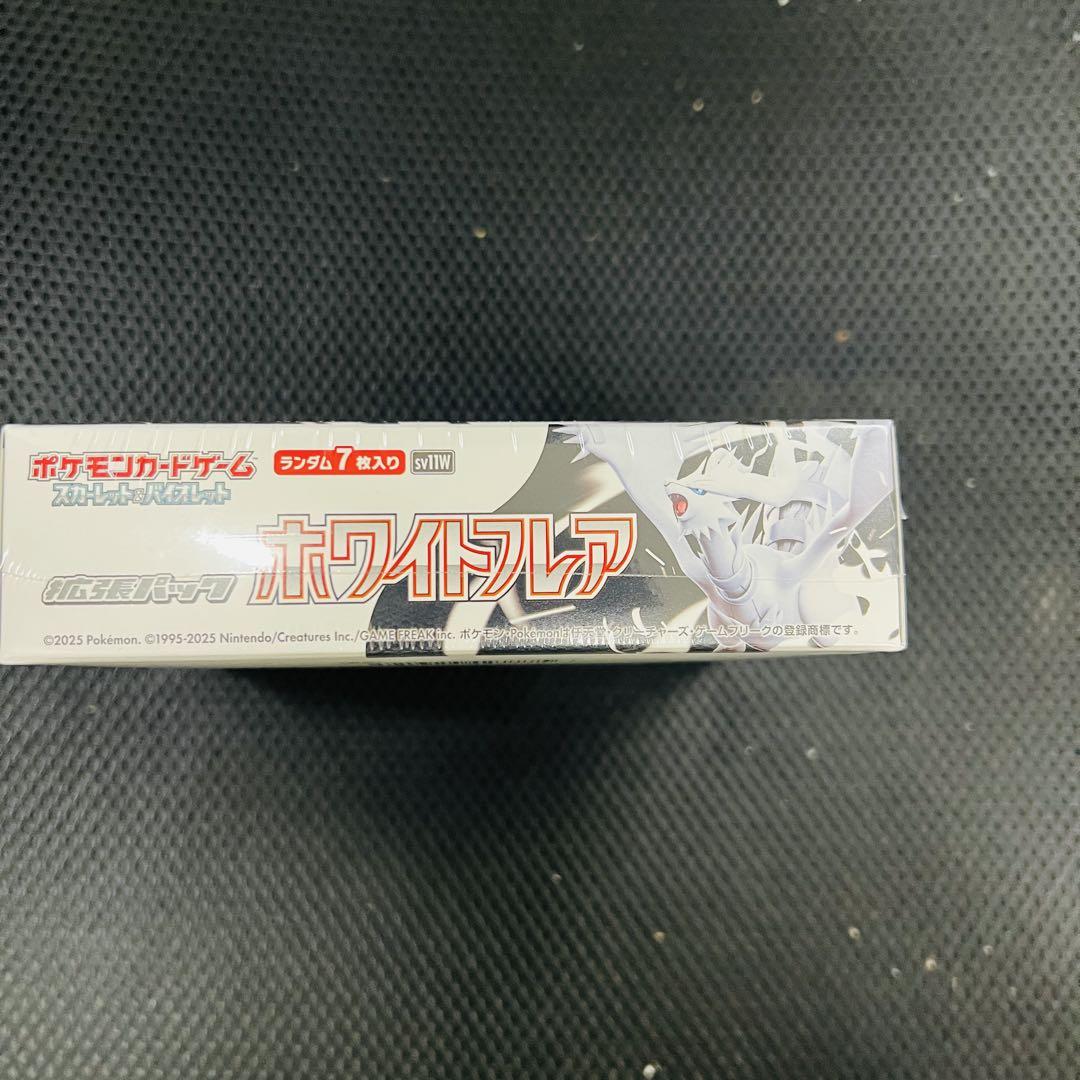 ポケモンカードゲーム
スカーレット&バイオレット
ランダム7枚入り
sv11W
拡張パック
ホワイトフレア
©2025 Pokémon. ©1995-2025 Nintendo/Creatures Inc./GAME FREAK inc. ポケモン・Pokémonは任天堂・クリーチャーズ・ゲームフリークの登録商標です。